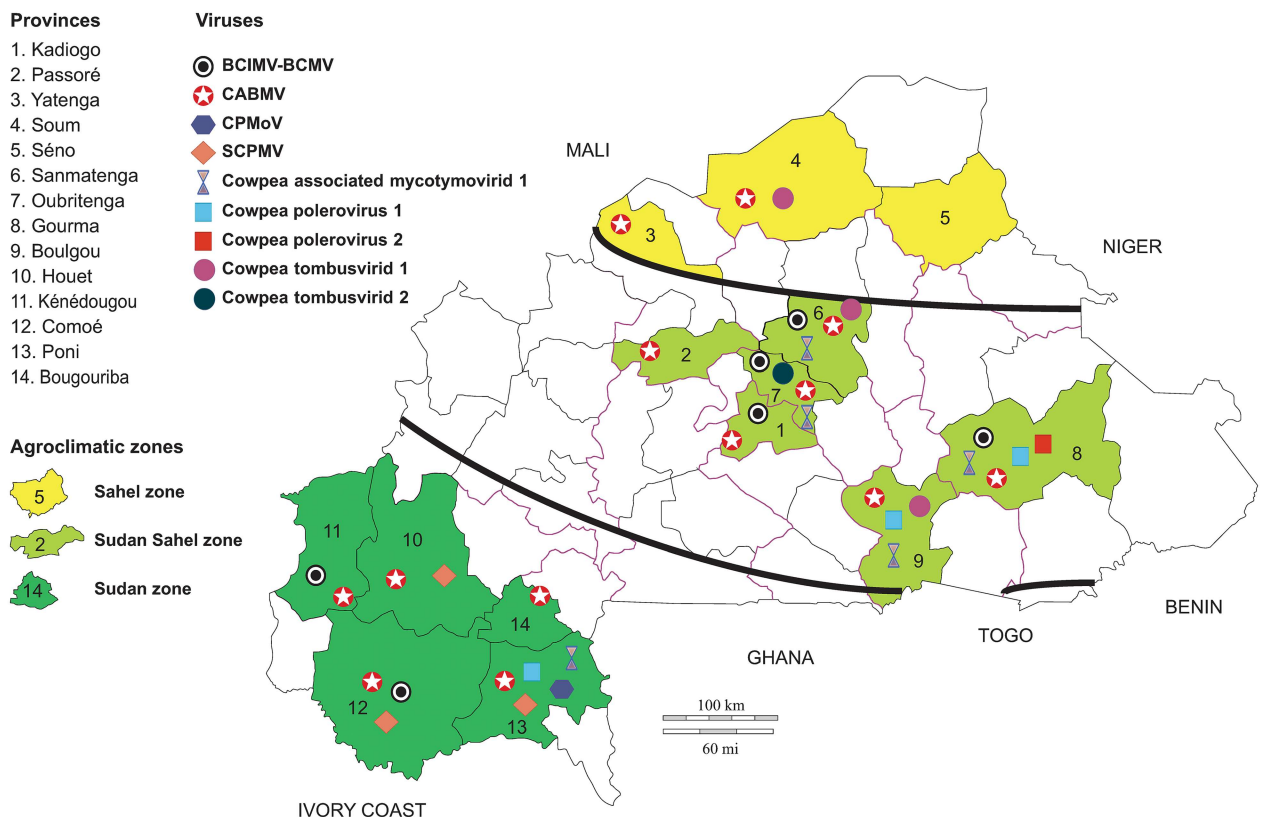 Provinces
1. Kadiogo
2. Passoré
3. Yatenga
4. Soum
5. Séno
6. Sanmatenga
7. Oubritenga
8. Gourma
9. Boulgou
10. Houet
11. Kénédougou
12. Comoé
13. Poni
14. Bougouriba
Viruses
BCIMV-BCMV
CABMV
CPMoV
SCPMV
Cowpea associated mycotymovirid 1
Cowpea polerovirus 1
Cowpea polerovirus 2
Cowpea tombusvirid 1
Cowpea tombusvirid 2
Agroclimatic zones
5 Sahel zone
2 Sudan Sahel zone
14 Sudan zone
MALI
4
5
3
NIGER
6
2
7
1
8
11
10
9
14
BENIN
TOGO
GHANA
12
13
100 km
60 mi
IVORY COAST